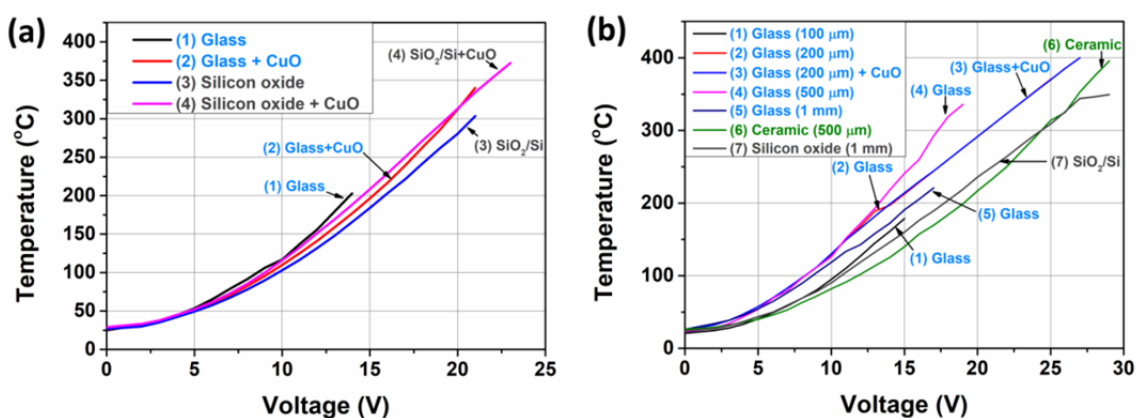 (a)
Temperature (°C)
400
350
300
250
200
150
100
50
0
(1) Glass
(2) Glass + CuO
(3) Silicon oxide
(4) Silicon oxide + CuO
(4) SiO₂/Si+CuO
(2) Glass+CuO
(3) SiO₂/Si
(1) Glass
0 5 10 15 20 25
Voltage (V)
(b)
Temperature (°C)
400
300
200
100
0
(1) Glass (100 μm)
(2) Glass (200 μm)
(3) Glass (200 μm) + CuO
(4) Glass (500 μm)
(5) Glass (1 mm)
(6) Ceramic (500 μm)
(7) Silicon oxide (1 mm)
(6) Ceramic
(3) Glass+CuO
(4) Glass
(2) Glass
(7) SiO₂/Si
(5) Glass
(1) Glass
0 5 10 15 20 25 30
Voltage (V)